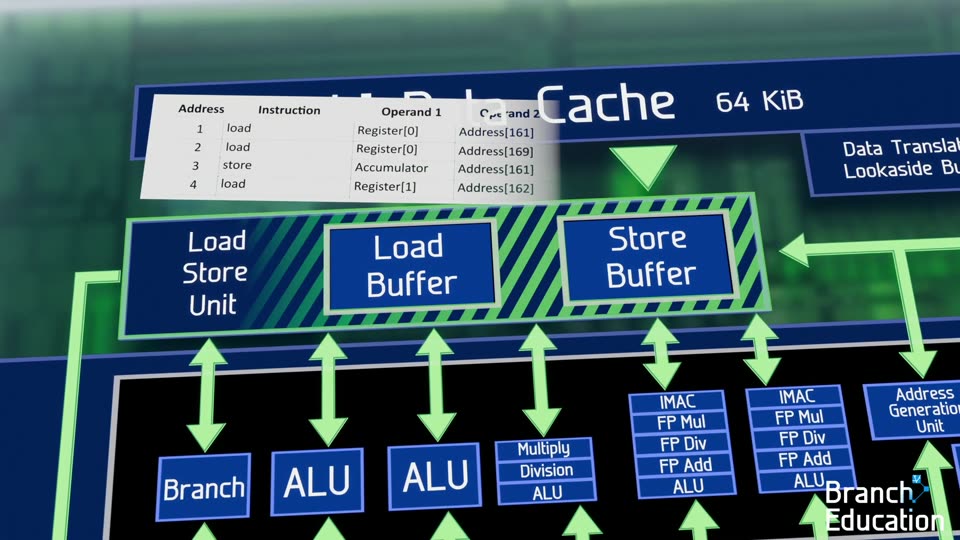 Data Cache 64 KiB
Address Instruction Operand 1 Operand 2
1 load Register[0] Address[161]
2 load Register[0] Address[169]
3 store Accumulator Address[161]
4 load Register[1] Address[162]
Data
Lookaside
Load
Store
Unit
Load
Buffer
Store
Buffer
Branch
ALU
ALU
Multiply
Division
ALU
IMAC
FP Mul
FP Div
FP Add
ALU
IMAC
FP Mul
FP Div
FP Add
ALU
Address
Generation
Unit
Branch
Education